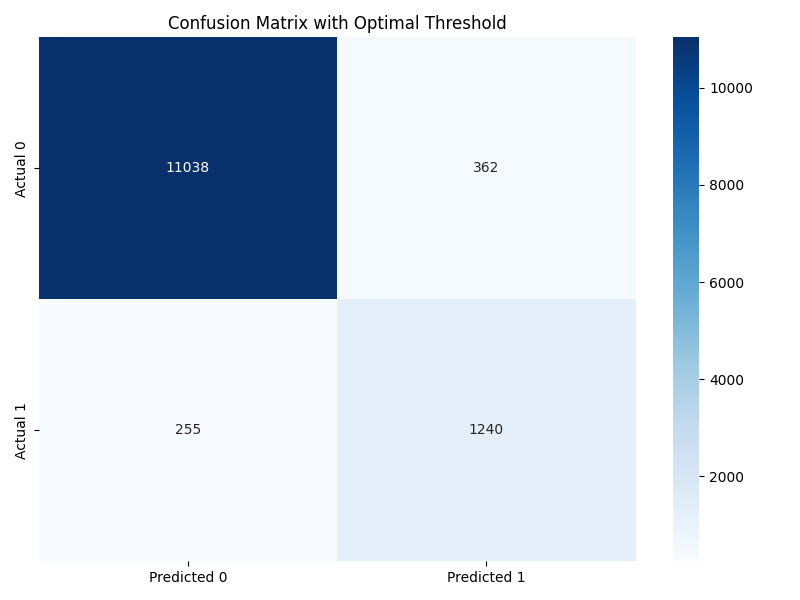 Confusion Matrix with Optimal Threshold
Actual 0
11038
362
Actual 1
255
1240
Predicted 0
Predicted 1
10000
8000
6000
4000
2000